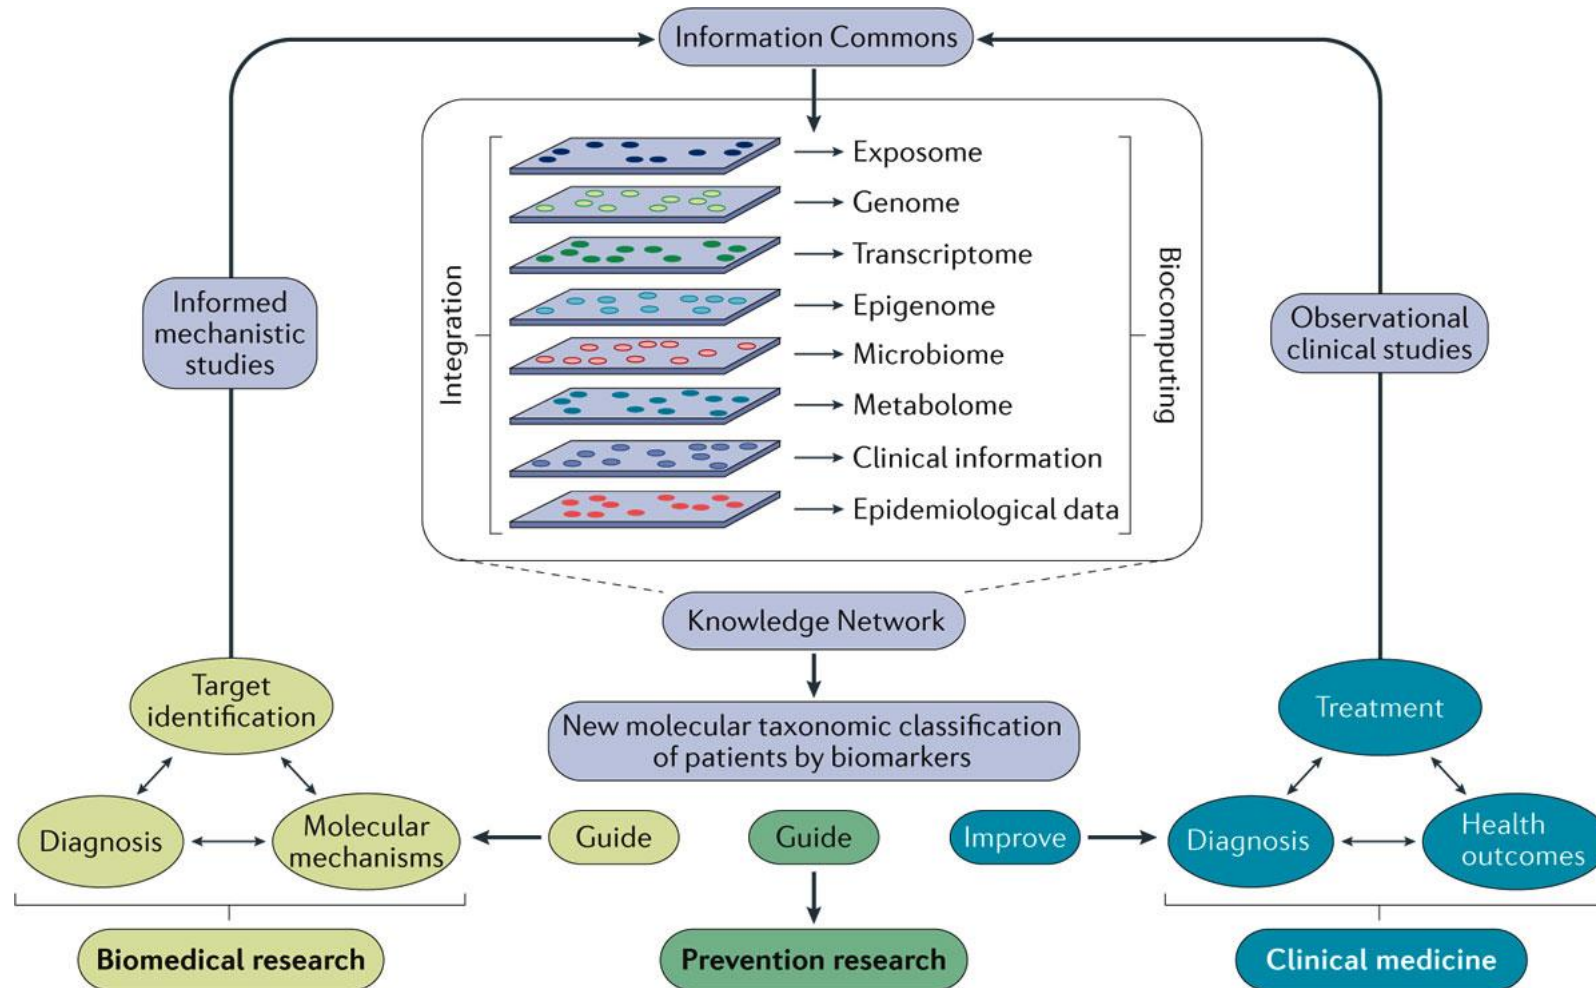 Information Commons
Exposome
Genome
Transcriptome
Epigenome
Microbiome
Metabolome
Clinical information
Epidemiological data
Integration
Biocomputing
Informed
mechanistic
studies
Observational
clinical studies
Knowledge Network
New molecular taxonomic classification
of patients by biomarkers
Target
identification
Diagnosis
Molecular
mechanisms
Guide
Guide
Improve
Treatment
Diagnosis
Health
outcomes
Biomedical research
Prevention research
Clinical medicine